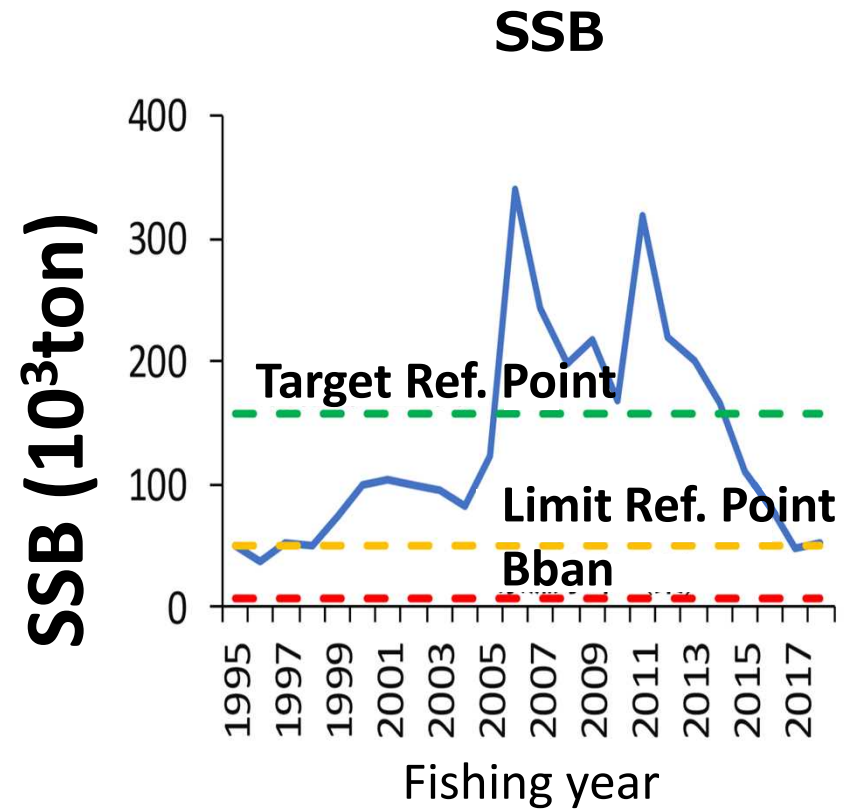 SSB
SSB (10³ton)
400
300
200
100
0
Target Ref. Point
Limit Ref. Point
Bban
1995
1997
1999
2001
2003
2005
2007
2009
2011
2013
2015
2017
Fishing year